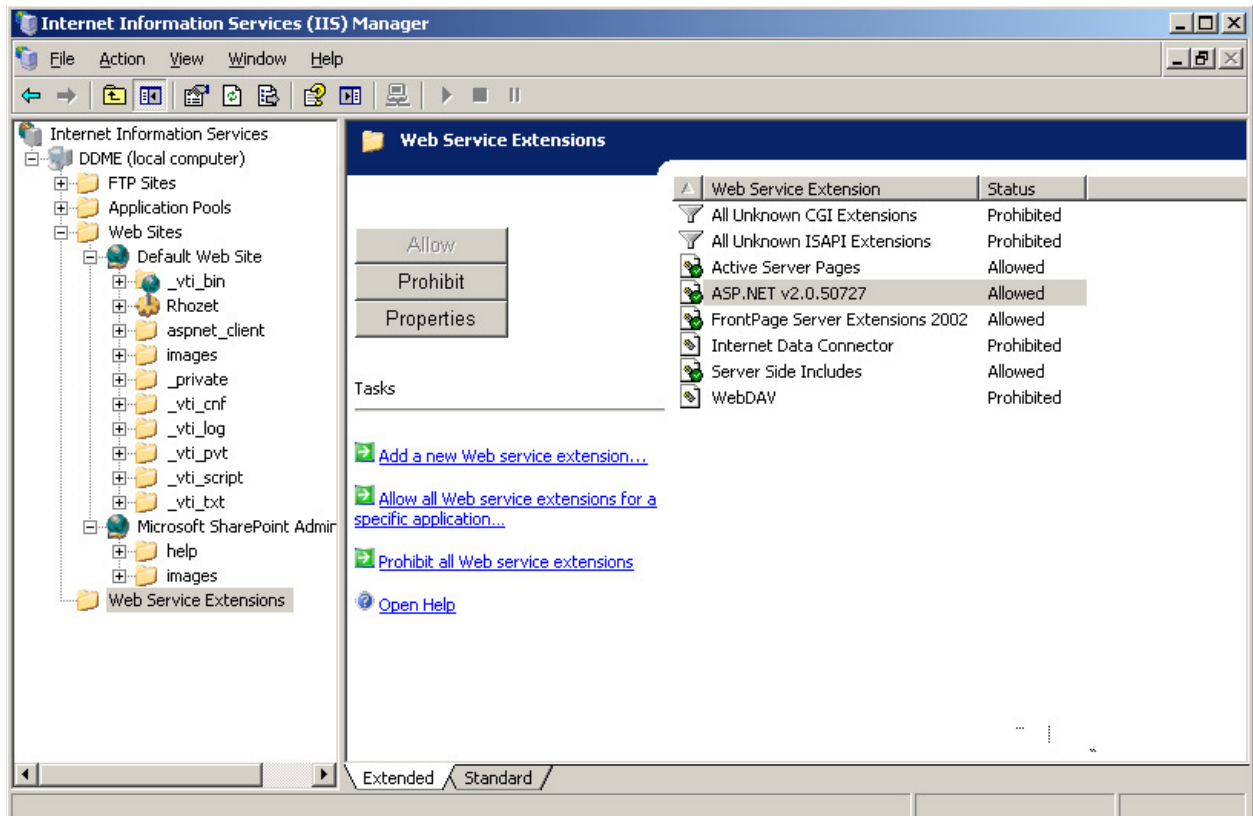 Internet Information Services (IIS) Manager
File Action View Window Help
Internet Information Services
DDME (local computer)
FTP Sites
Application Pools
Web Sites
Default Web Site
_vti_bin
Rhozet
aspnet_client
images
_private
_vti_cnf
_vti_log
_vti_pvt
_vti_script
_vti_txt
Microsoft SharePoint Admin
help
images
Web Service Extensions
Web Service Extensions
Allow
Prohibit
Properties
Tasks
Add a new Web service extension...
Allow all Web service extensions for a
specific application...
Prohibit all Web service extensions
Open Help
Web Service Extension Status
All Unknown CGI Extensions Prohibited
All Unknown ISAPI Extensions Prohibited
Active Server Pages Allowed
ASP.NET v2.0.50727 Allowed
FrontPage Server Extensions 2002 Allowed
Internet Data Connector Prohibited
Server Side Includes Allowed
WebDAV Prohibited
Extended Standard